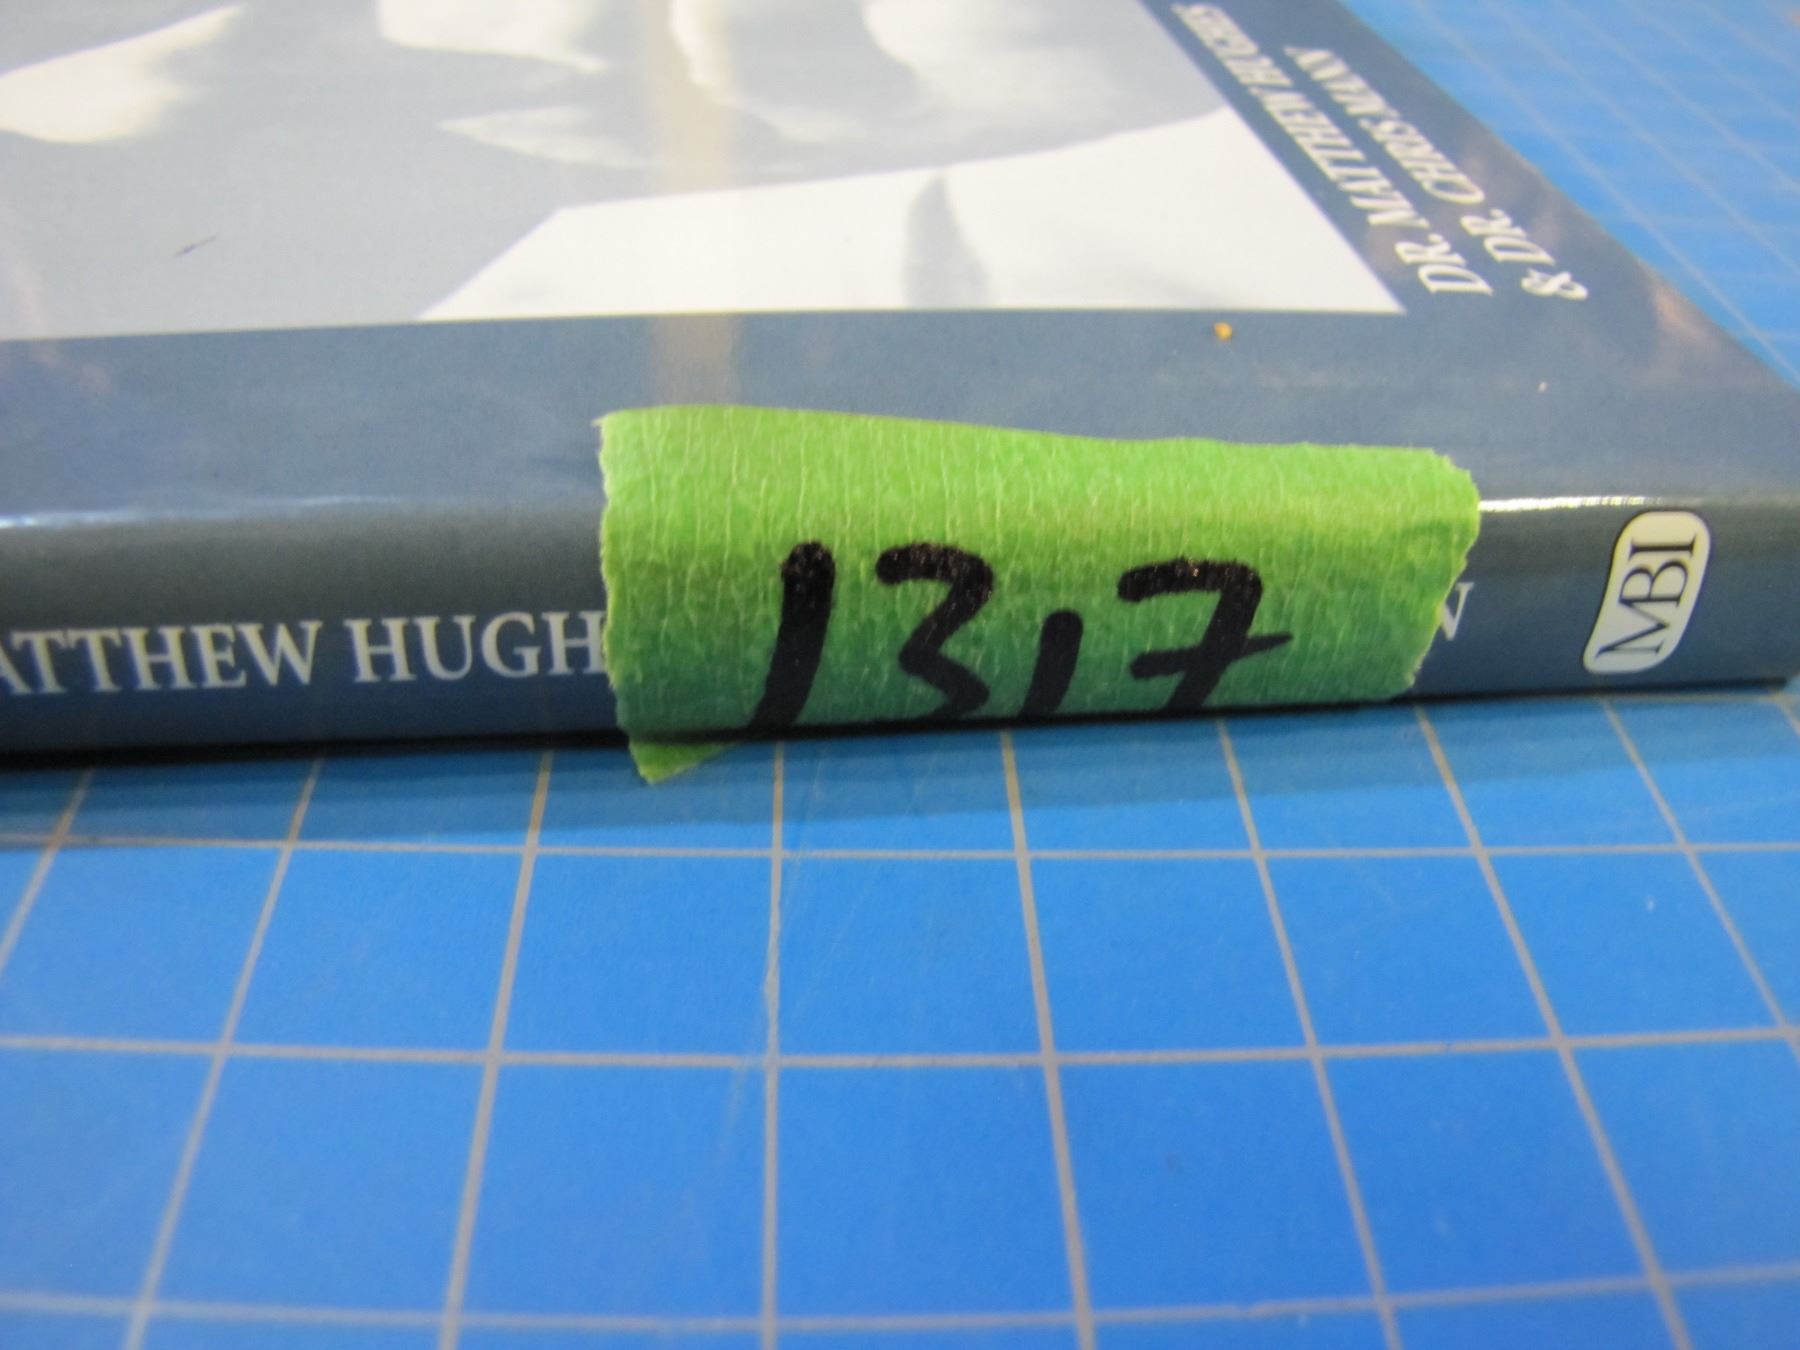 DR. MATTHEW HUGHES
& DR. CHRIS MANN
ATTHEW HUGH
1317
N
MBI